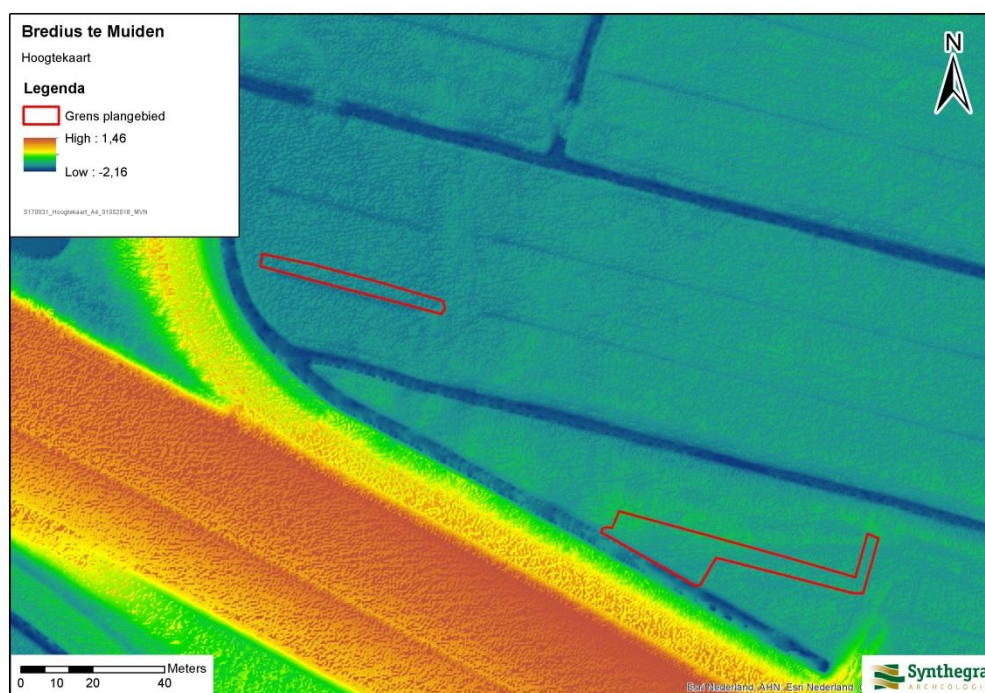 Bredius te Muiden
Hoogtekaart
Legenda
Grens plangebied
High : 1,46
Low : -2,16
S170031_Hoogtekaart_A4_01052018_MVN
N
Meters
0 10 20 40
Esri Nederland, AHN; Esri Nederland
Synthegra
ARCHEOLOGIE